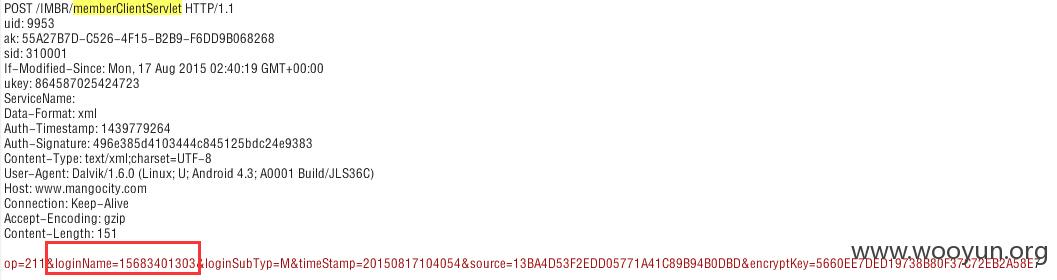 POST /IMBR/memberClientServlet HTTP/1.1
uid: 9953
ak: 55A27B7D-C526-4F15-B2B9-F6DD9B068268
sid: 310001
If-Modified-Since: Mon, 17 Aug 2015 02:40:19 GMT+00:00
ukey: 864587025424723
ServiceName:
Data-Format: xml
Auth-Timestamp: 1439779264
Auth-Signature: 496e385d4103444c845125bdc24e9383
Content-Type: text/xml;charset=UTF-8
User-Agent: Dalvik/1.6.0 (Linux; U; Android 4.3; A0001 Build/JLS36C)
Host: www.mangocity.com
Connection: Keep-Alive
Accept-Encoding: gzip
Content-Length: 151
www.wooyun.org
op=211&loginName=15683401303&loginSubTyp=M&timeStamp=20150817104054&source=13BA4D53F2EDD05771A41C89B94B0DBD&encryptKey=5660EE7DED19738B80F37C72EB2A58E7